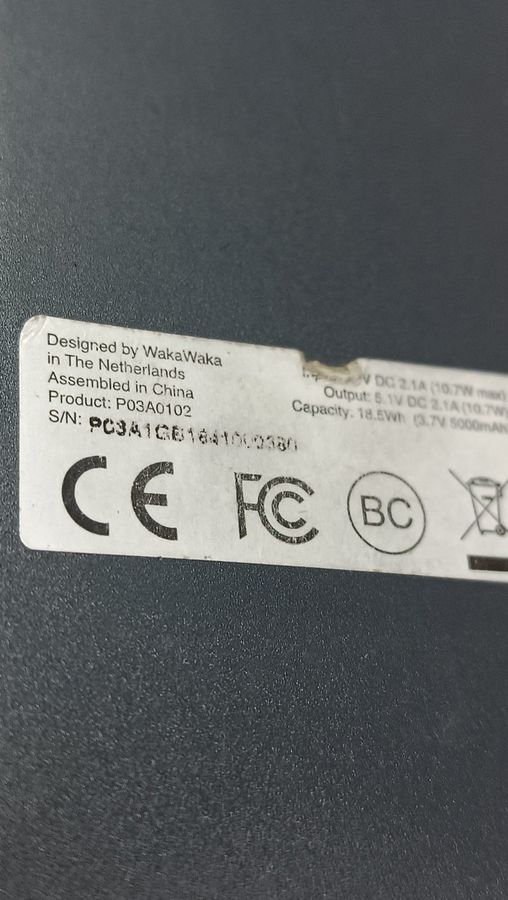 Designed by WakaWaka
in The Netherlands
Assembled in China
Product: P03A0102
S/N:
V DC 2.1A (10.7W max)
Output: 5.1V DC 2.1A (10.7W)
Capacity: 18.5Wh (3.7V 5000mAh
CE FC BC